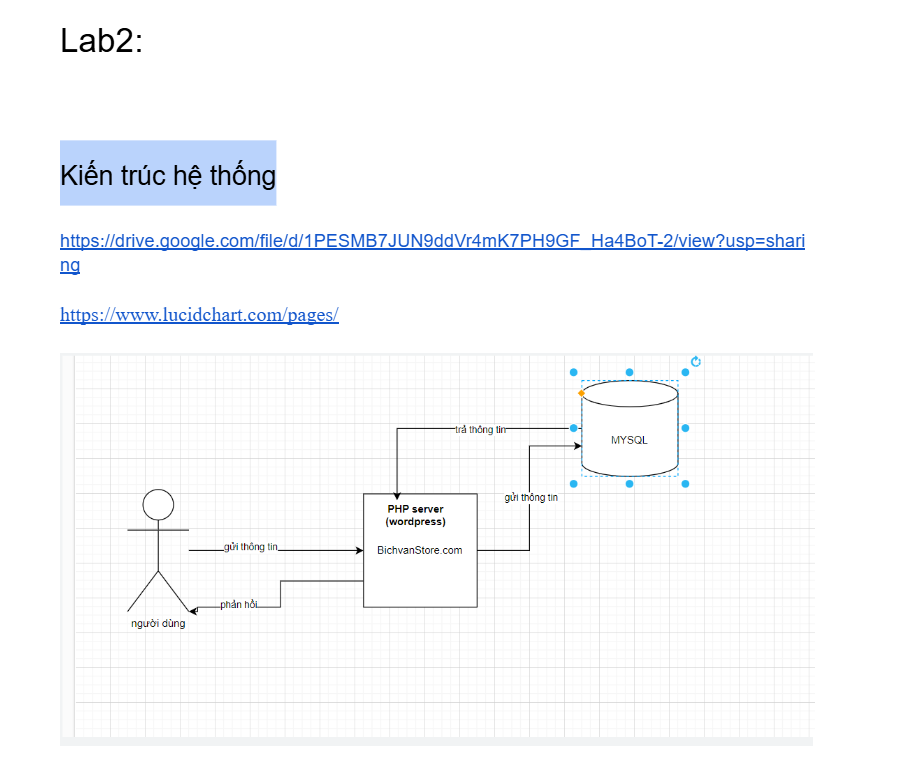 Lab2:
Kiến trúc hệ thống
https://drive.google.com/file/d/1PESMB7JUN9ddVr4mK7PH9GF_Ha4BoT-2/view?usp=shari
ng
https://www.lucidchart.com/pages/
trả thông tin
MYSQL
gửi thông tin
PHP server
(wordpress)
BichvanStore.com
gửi thông tin
phản hồi
người dùng